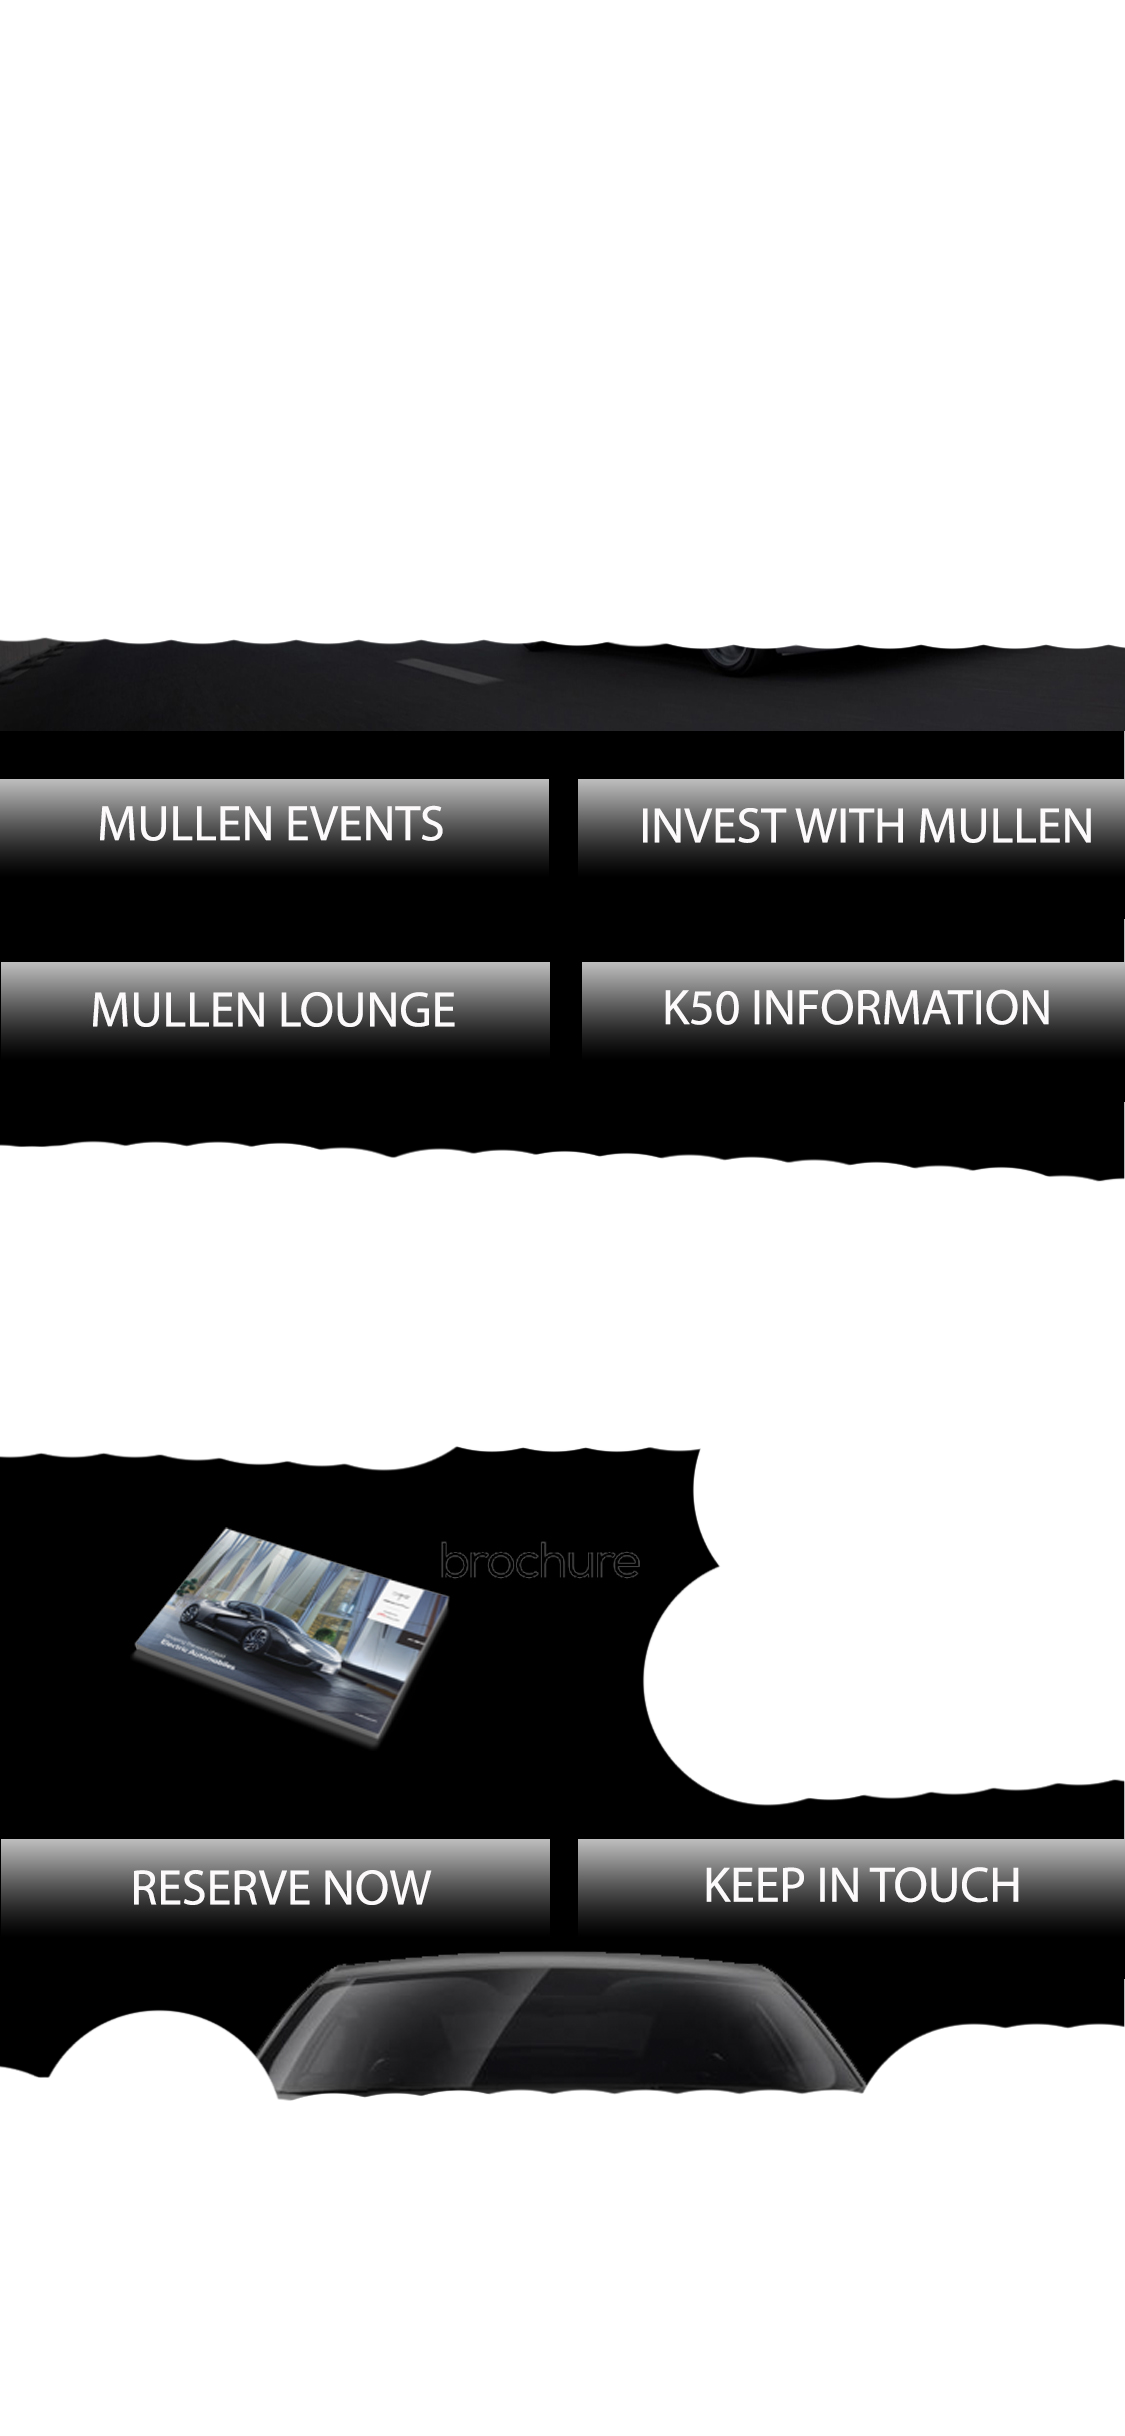 MULLEN EVENTS
INVEST WITH MULLEN
MULLEN LOUNGE
K50 INFORMATION
brochure
Electric Automobiles
RESERVE NOW
KEEP IN TOUCH